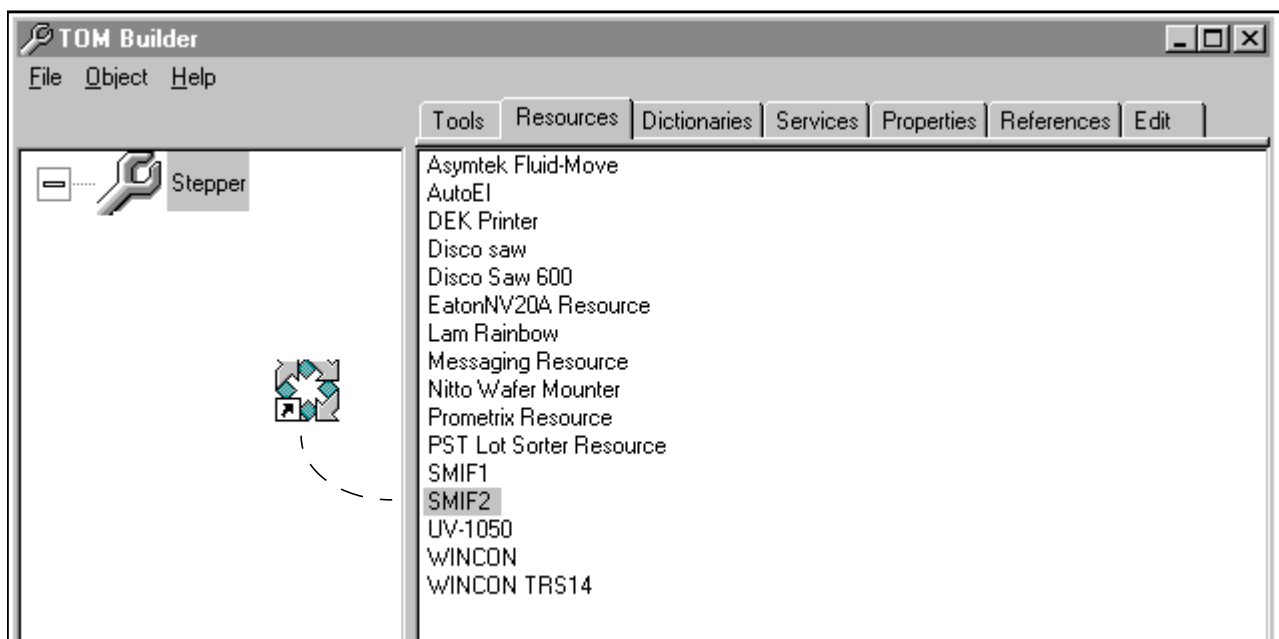 TOM Builder
File Object Help
Tools Resources Dictionaries Services Properties References Edit
Stepper
Asymtek Fluid-Move
AutoEl
DEK Printer
Disco saw
Disco Saw 600
EatonNV20A Resource
Lam Rainbow
Messaging Resource
Nitto Wafer Mounter
Prometrix Resource
PST Lot Sorter Resource
SMIF1
SMIF2
UV-1050
WINCON
WINCON TRS14